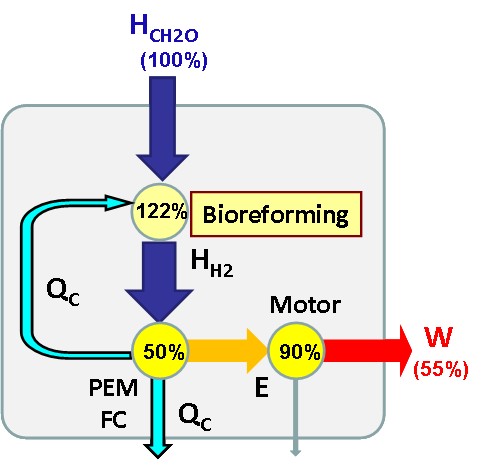 HCH2O
(100%)
122%
Bioreforming
HH2
QC
Motor
50%
90%
W
(55%)
PEM
FC
E
QC